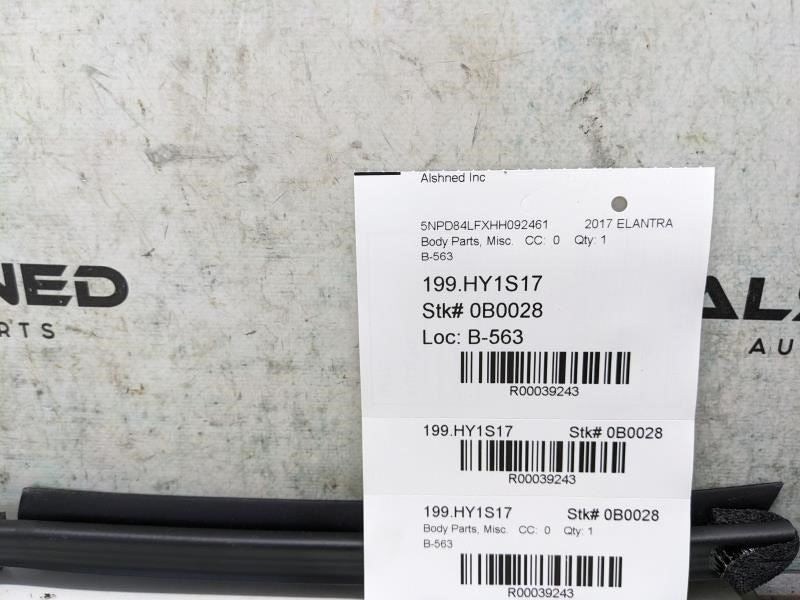 Alshned Inc
5NPD84LFXHH092461 2017 ELANTRA
Body Parts, Misc. CC: 0 Qty: 1
B-563
199.HY1S17
Stk# 0B0028
Loc: B-563
R00039243
199.HY1S17 Stk# 0B0028
R00039243
199.HY1S17 Stk# 0B0028
Body Parts, Misc. CC: 0 Qty: 1
B-563
R00039243
NED
ARTS
ALS
AU